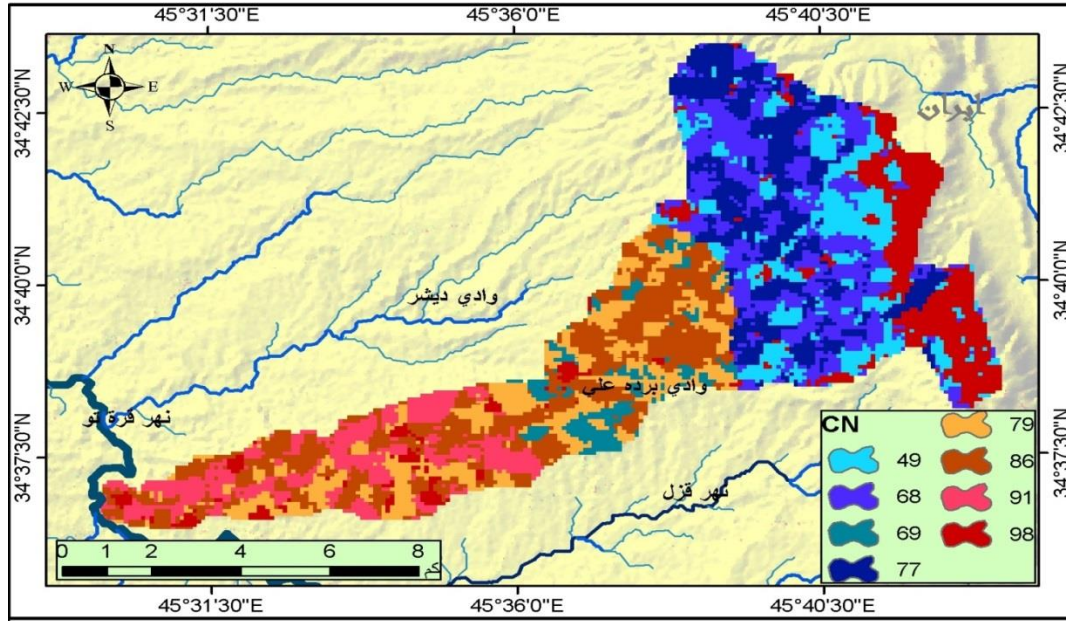 45°31'30"E 45°36'0"E 45°40'30"E
N
W E
S
34°42'30"N
34°42'30"N
ايران
34°40'0"N
34°40'0"N
وادي ديشر
وادي برده علي
نهر قرة تو
34°37'30"N
34°37'30"N
نهر قزل
CN
49
68
69
77
79
86
91
98
0 1 2 4 6 8
كم
45°31'30"E 45°36'0"E 45°40'30"E